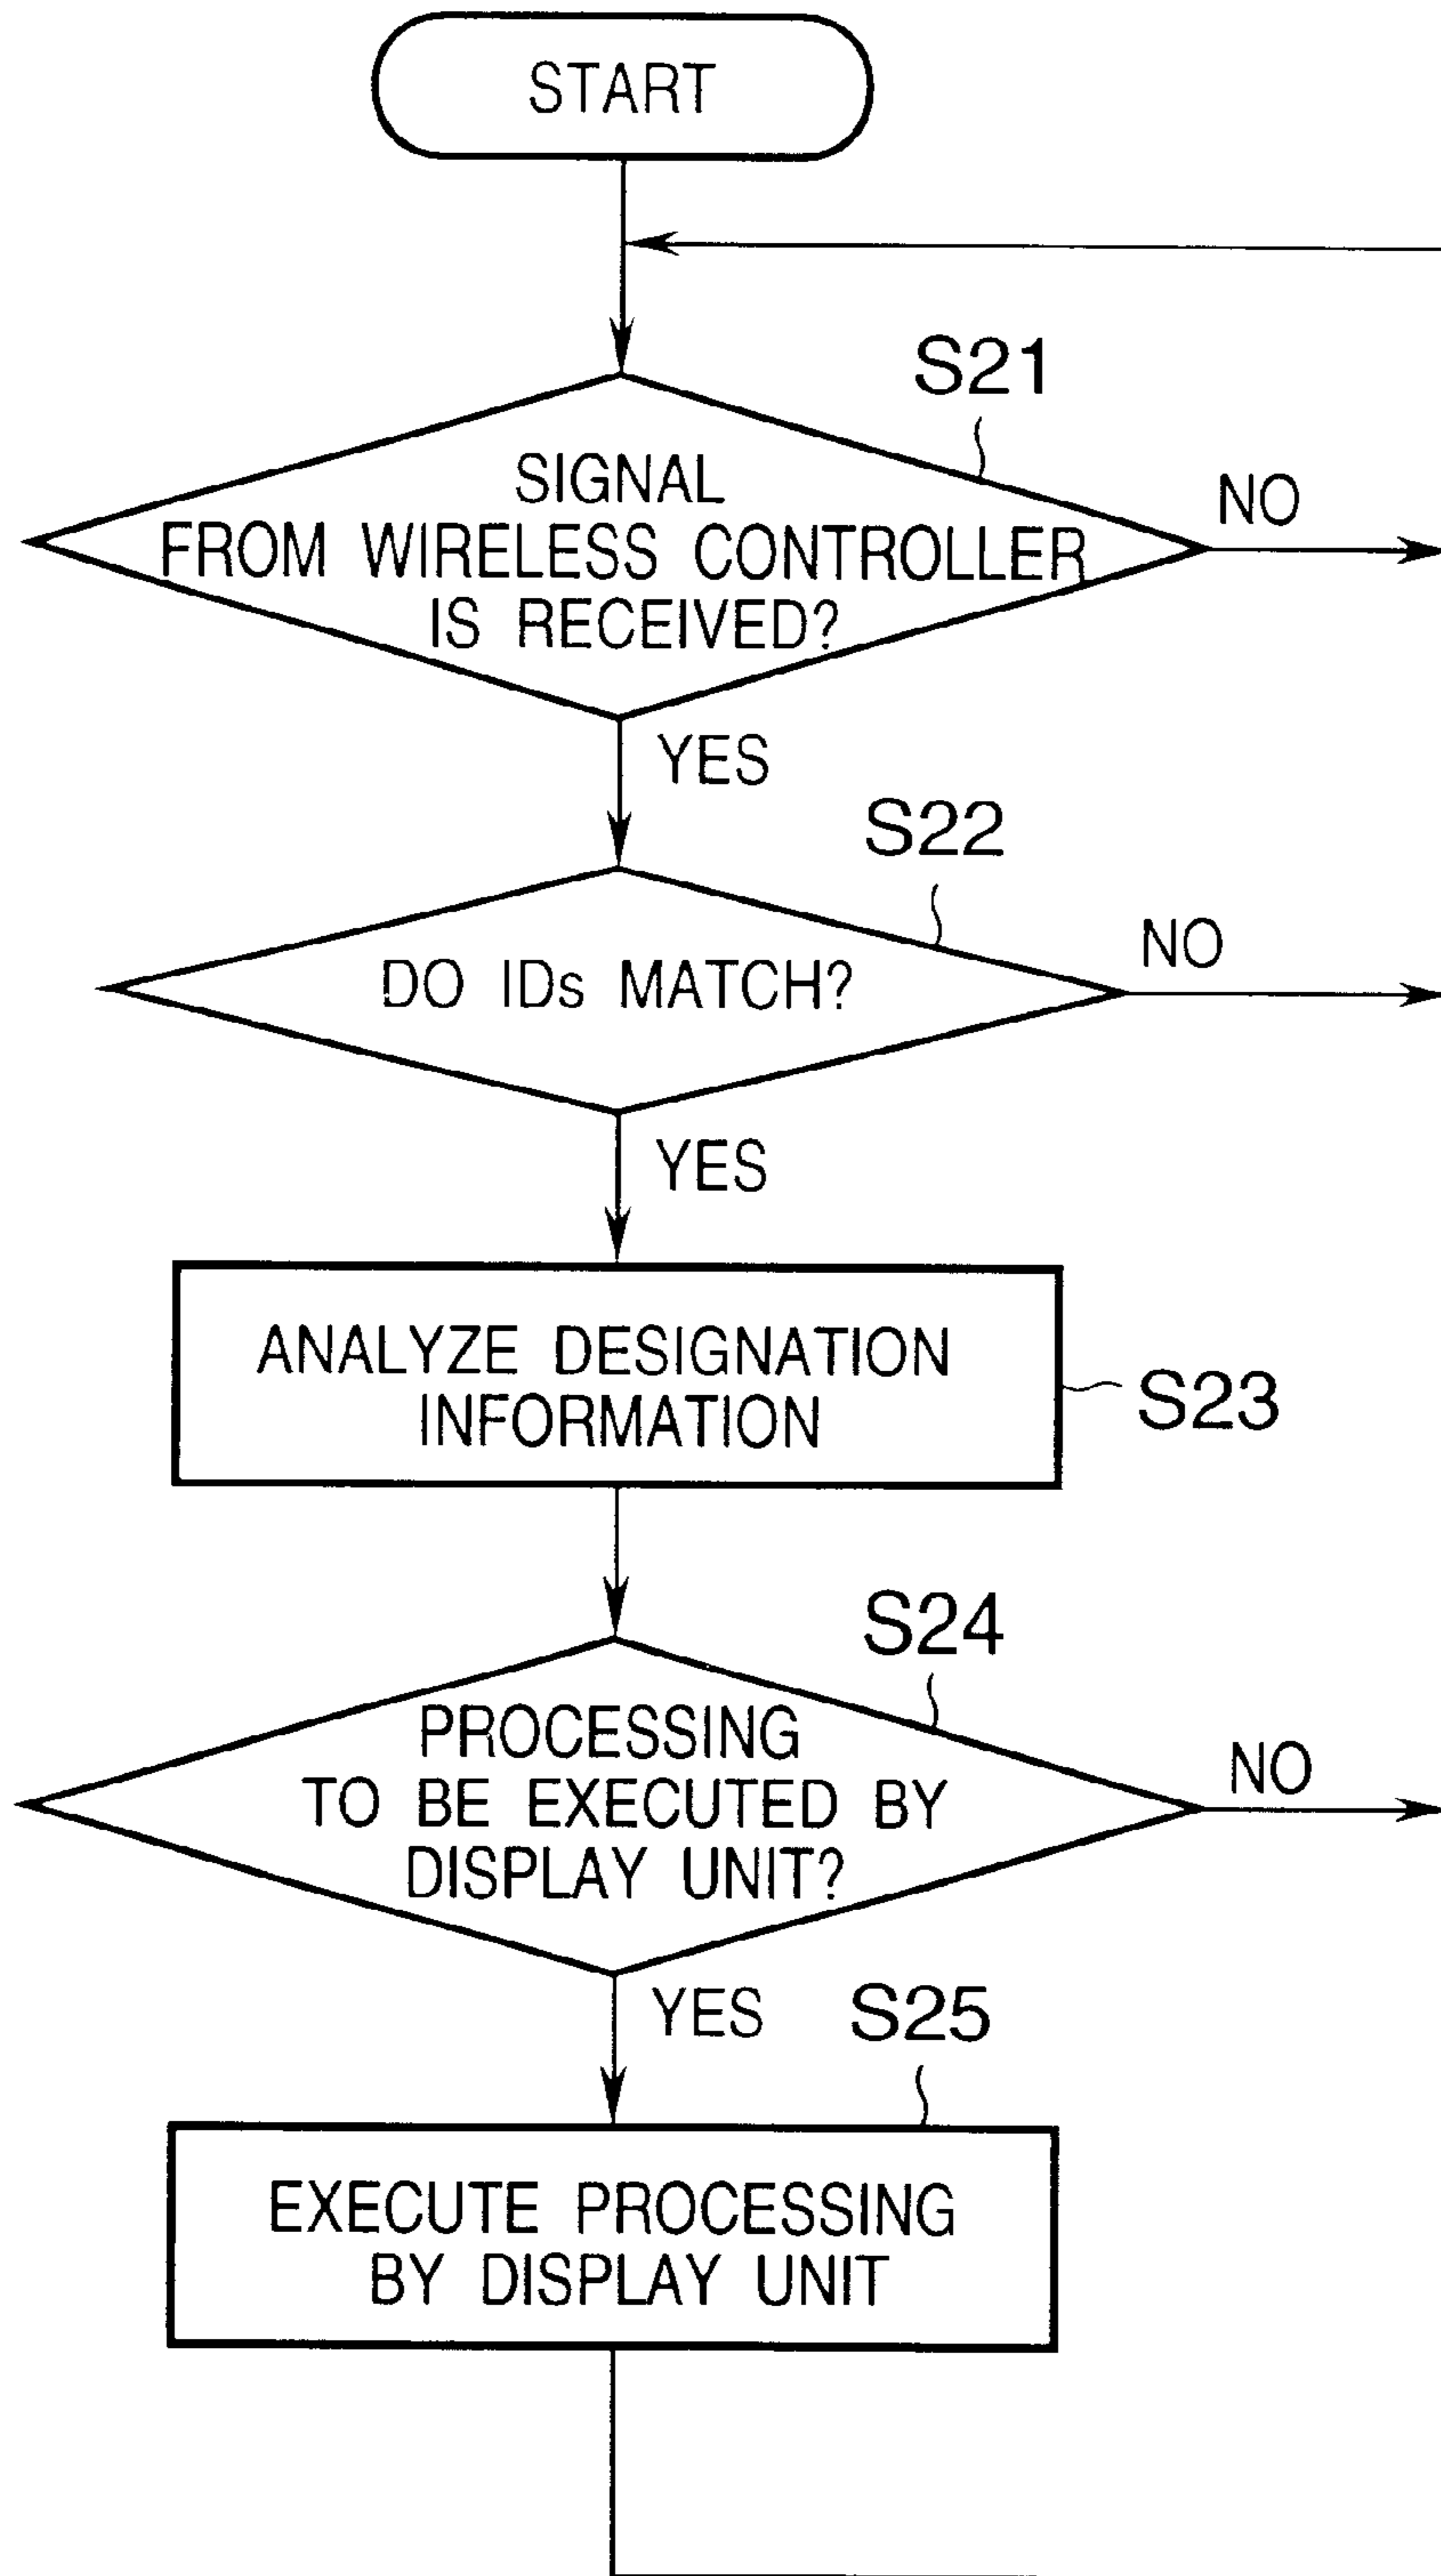 START
S21
SIGNAL
FROM WIRELESS CONTROLLER
IS RECEIVED?
NO
YES
S22
DO IDs MATCH?
NO
YES
ANALYZE DESIGNATION
INFORMATION
S23
S24
PROCESSING
TO BE EXECUTED BY
DISPLAY UNIT?
NO
YES
S25
EXECUTE PROCESSING
BY DISPLAY UNIT